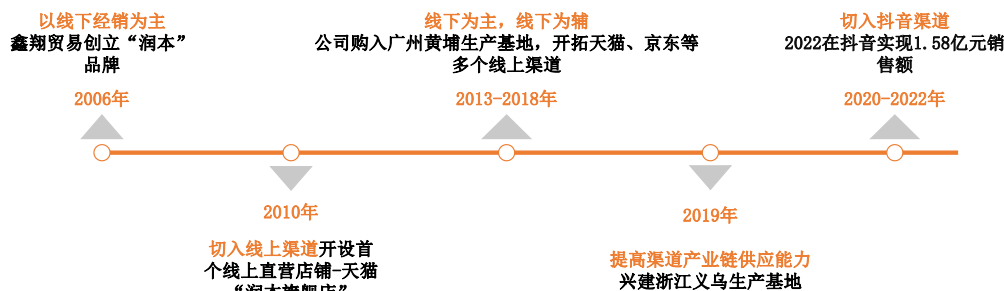 以线下经销为主
鑫翔贸易创立“润本”
品牌
2006年
线下为主，线下为辅
公司购入广州黄埔生产基地，开拓天猫、京东等
多个线上渠道
2013-2018年
切入抖音渠道
2022在抖音实现1.58亿元销
售额
2020-2022年
2010年
切入线上渠道开设首
个线上直营店铺-天猫
“润本旗舰店”
2019年
提高渠道产业链供应能力
兴建浙江义乌生产基地